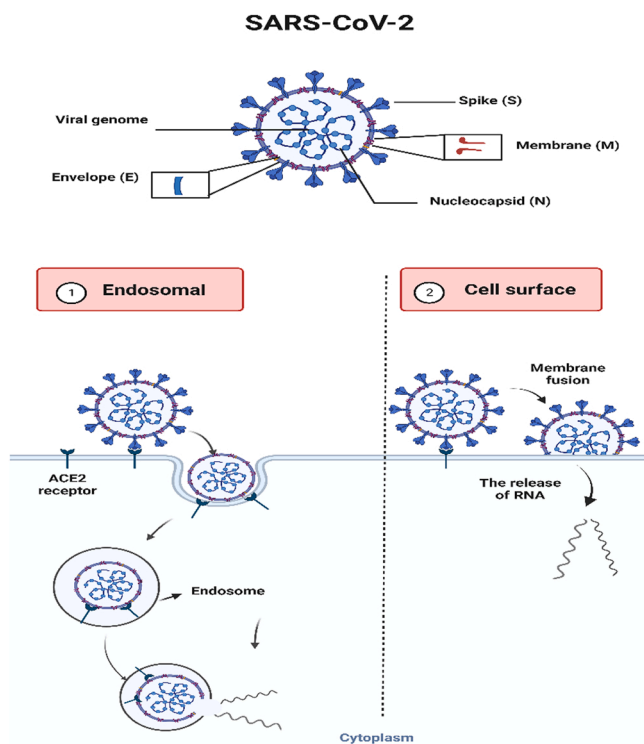 SARS-CoV-2
Spike (S)
Viral genome
Membrane (M)
Envelope (E)
Nucleocapsid (N)
1 Endosomal
2 Cell surface
Membrane
fusion
ACE2
receptor
The release
of RNA
Endosome
Cytoplasm